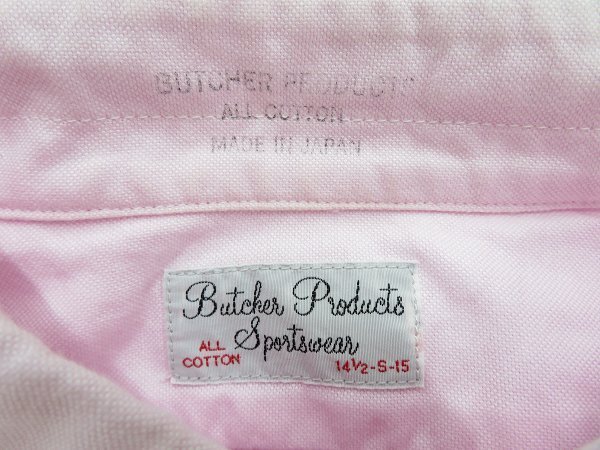 BUTCHER PRODUCTS
ALL COTTON
MADE IN JAPAN
Butcher Products
Sportswear
ALL
COTTON
14½-S-15